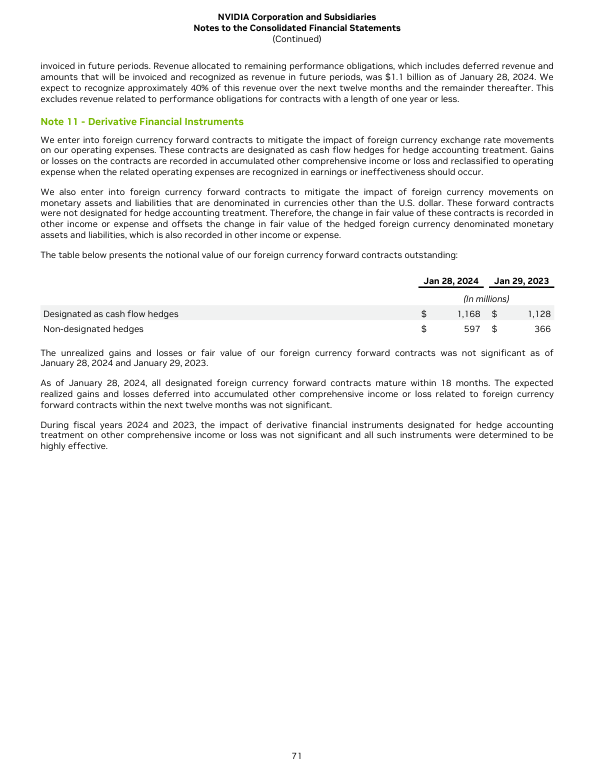 NVIDIA Corporation and Subsidiaries
Notes to the Consolidated Financial Statements
(Continued)
invoiced in future periods. Revenue allocated to remaining performance obligations, which includes deferred revenue and
amounts that will be invoiced and recognized as revenue in future periods, was $1.1 billion as of January 28, 2024. We
expect to recognize approximately 40% of this revenue over the next twelve months and the remainder thereafter. This
excludes revenue related to performance obligations for contracts with a length of one year or less.
Note 11 - Derivative Financial Instruments
We enter into foreign currency forward contracts to mitigate the impact of foreign currency exchange rate movements
on our operating expenses. These contracts are designated as cash flow hedges for hedge accounting treatment. Gains
or losses on the contracts are recorded in accumulated other comprehensive income or loss and reclassified to operating
expense when the related operating expenses are recognized in earnings or ineffectiveness should occur.
We also enter into foreign currency forward contracts to mitigate the impact of foreign currency movements on
monetary assets and liabilities that are denominated in currencies other than the U.S. dollar. These forward contracts
were not designated for hedge accounting treatment. Therefore, the change in fair value of these contracts is recorded in
other income or expense and offsets the change in fair value of the hedged foreign currency denominated monetary
assets and liabilities, which is also recorded in other income or expense.
The table below presents the notional value of our foreign currency forward contracts outstanding:
Jan 28, 2024 Jan 29, 2023
(In millions)
Designated as cash flow hedges $ 1,168 $ 1,128
Non-designated hedges $ 597 $ 366
The unrealized gains and losses or fair value of our foreign currency forward contracts was not significant as of
January 28, 2024 and January 29, 2023.
As of January 28, 2024, all designated foreign currency forward contracts mature within 18 months. The expected
realized gains and losses deferred into accumulated other comprehensive income or loss related to foreign currency
forward contracts within the next twelve months was not significant.
During fiscal years 2024 and 2023, the impact of derivative financial instruments designated for hedge accounting
treatment on other comprehensive income or loss was not significant and all such instruments were determined to be
highly effective.
71